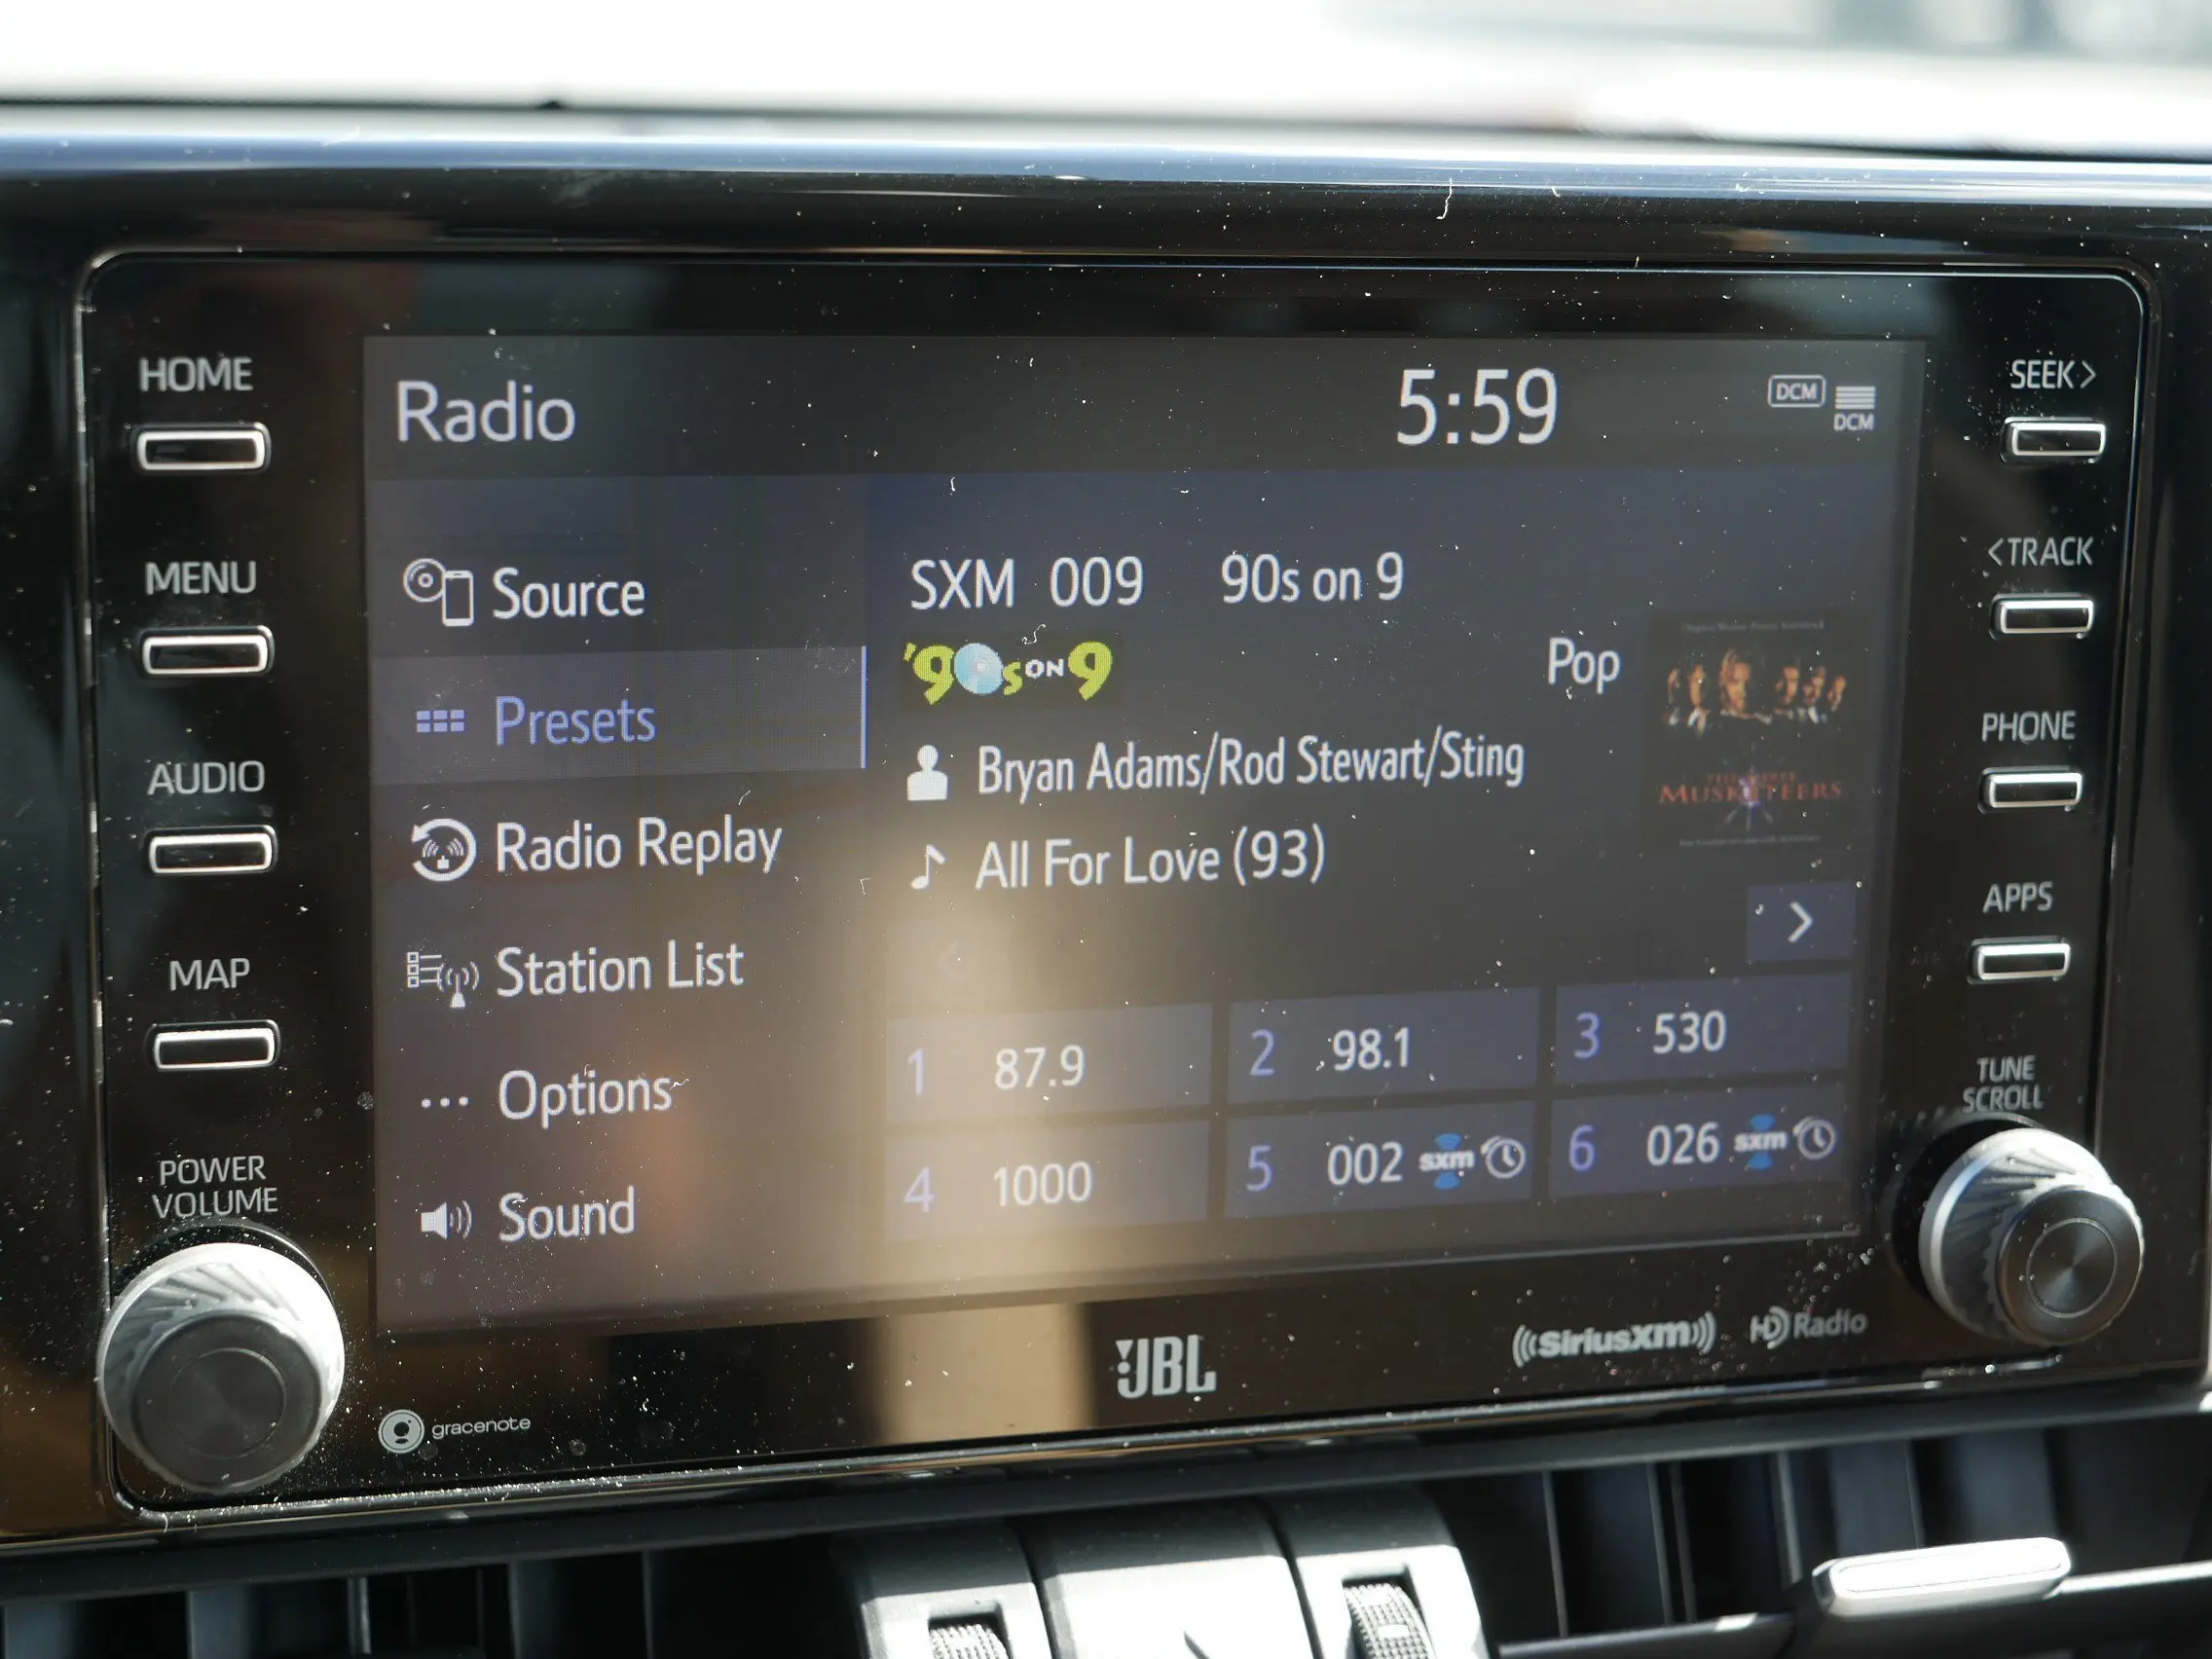 HOME
MENU
AUDIO
MAP
POWER
VOLUME
Radio
5:59
DCM
DCM
Source
Presets
Radio Replay
Station List
... Options
Sound
SXM 009 90s on 9
'90s ON 9
Pop
Bryan Adams/Rod Stewart/Sting
All For Love (93)
THE THREE
MUSKETEERS
<
>
1 87.9
2 98.1
3 530
4 1000
5 002 sxm
6 026 sxm
SEEK>
<TRACK
PHONE
APPS
TUNE
SCROLL
gracenote
JBL
((SiriusXM))
HD Radio